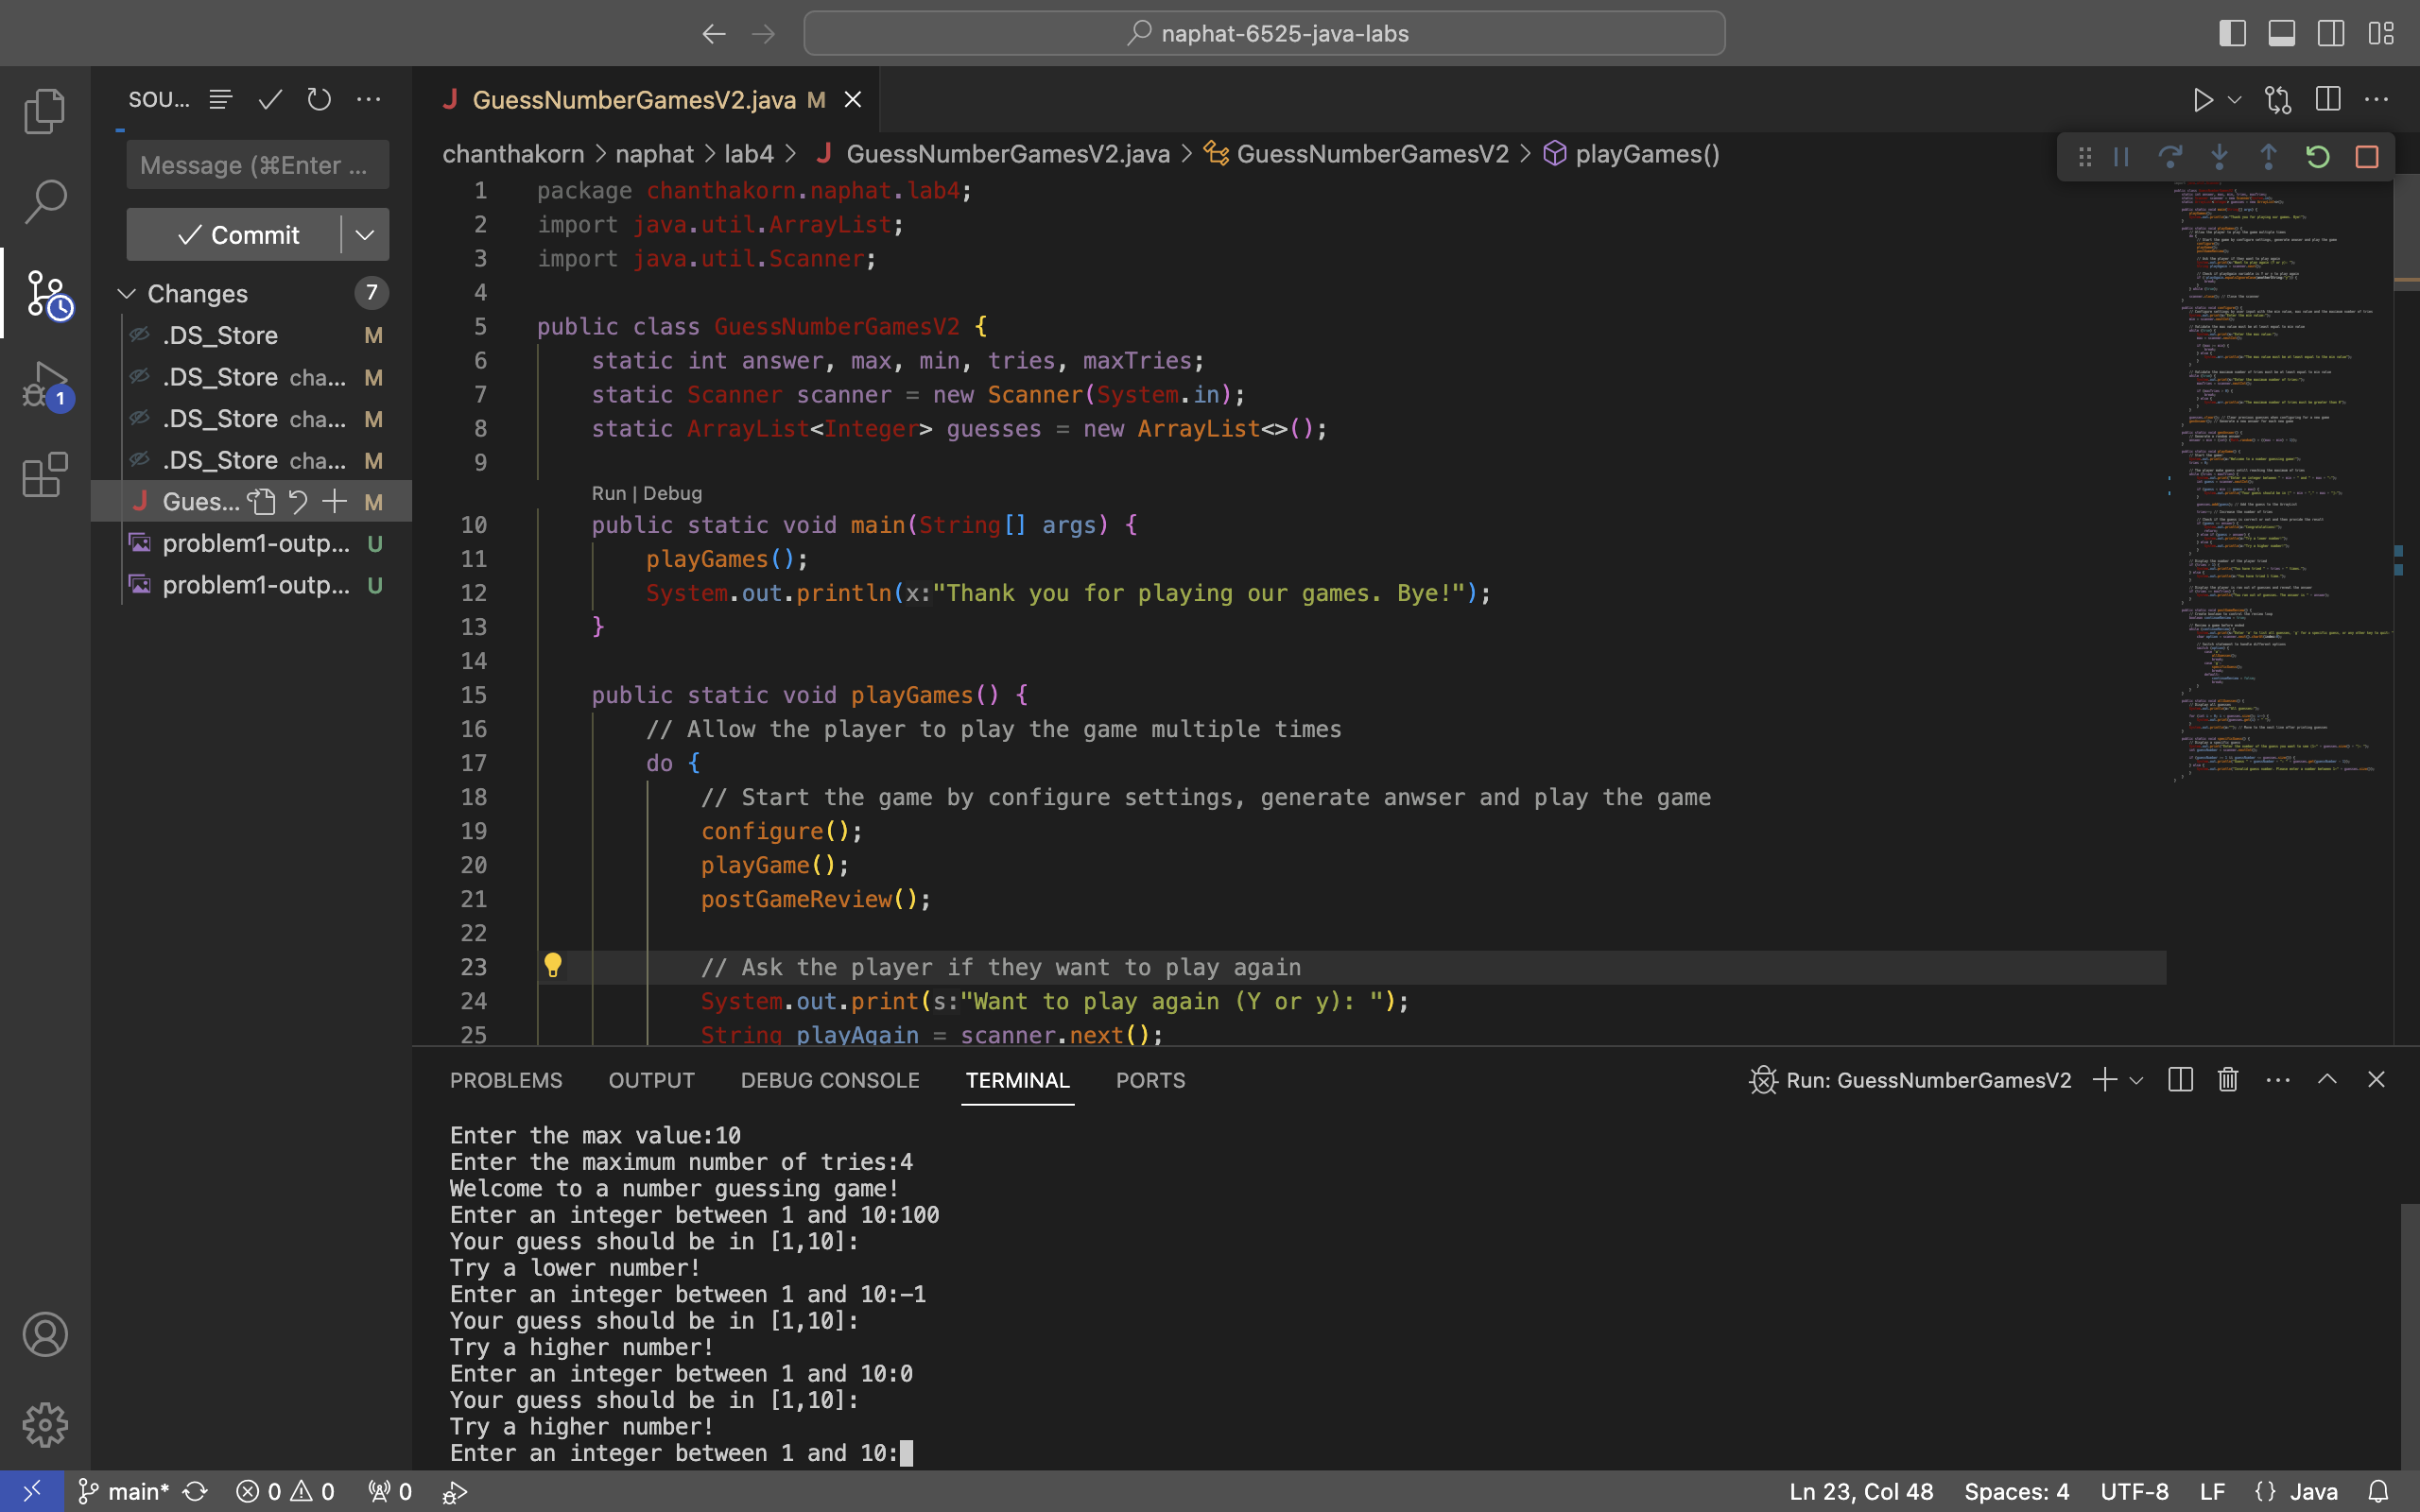 naphat-6525-java-labs
SOU...
Message (⌘Enter ...
Commit
Changes 7
.DS_Store M
.DS_Store cha... M
.DS_Store cha... M
.DS_Store cha... M
J Gues... M
problem1-outp... U
problem1-outp... U
1
J GuessNumberGamesV2.java M
chanthakorn > naphat > lab4 > J GuessNumberGamesV2.java > GuessNumberGamesV2 > playGames()
1 package chanthakorn.naphat.lab4;
2 import java.util.ArrayList;
3 import java.util.Scanner;
4
5 public class GuessNumberGamesV2 {
6 static int answer, max, min, tries, maxTries;
7 static Scanner scanner = new Scanner(System.in);
8 static ArrayList<Integer> guesses = new ArrayList<>();
9
Run | Debug
10 public static void main(String[] args) {
11 playGames();
12 System.out.println(x:"Thank you for playing our games. Bye!");
13 }
14
15 public static void playGames() {
16 // Allow the player to play the game multiple times
17 do {
18 // Start the game by configure settings, generate anwser and play the game
19 configure();
20 playGame();
21 postGameReview();
22
23 // Ask the player if they want to play again
24 System.out.print(s:"Want to play again (Y or y): ");
25 String playAgain = scanner.next();
PROBLEMS OUTPUT DEBUG CONSOLE TERMINAL PORTS
Run: GuessNumberGamesV2
Enter the max value:10
Enter the maximum number of tries:4
Welcome to a number guessing game!
Enter an integer between 1 and 10:100
Your guess should be in [1,10]:
Try a lower number!
Enter an integer between 1 and 10:-1
Your guess should be in [1,10]:
Try a higher number!
Enter an integer between 1 and 10:0
Your guess should be in [1,10]:
Try a higher number!
Enter an integer between 1 and 10:
main* 0 0 0
Ln 23, Col 48 Spaces: 4 UTF-8 LF {} Java